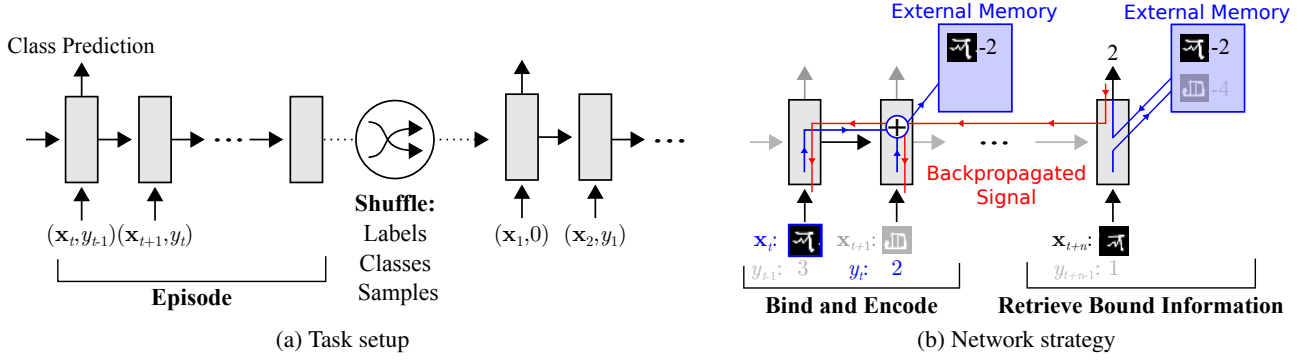 Class Prediction
(x_t,y_{t-1})(x_{t+1},y_t)
Episode
Shuffle:
Labels
Classes
Samples
(x_1,0) (x_2,y_1)
(a) Task setup
External Memory
-2
External Memory
-2
-4
2
+
Backpropagated
Signal
x_t: x_{t+1}:
y_{t-1}: 3 y_t: 2
x_{t+n}:
y_{t+n-1}: 1
Bind and Encode
Retrieve Bound Information
(b) Network strategy